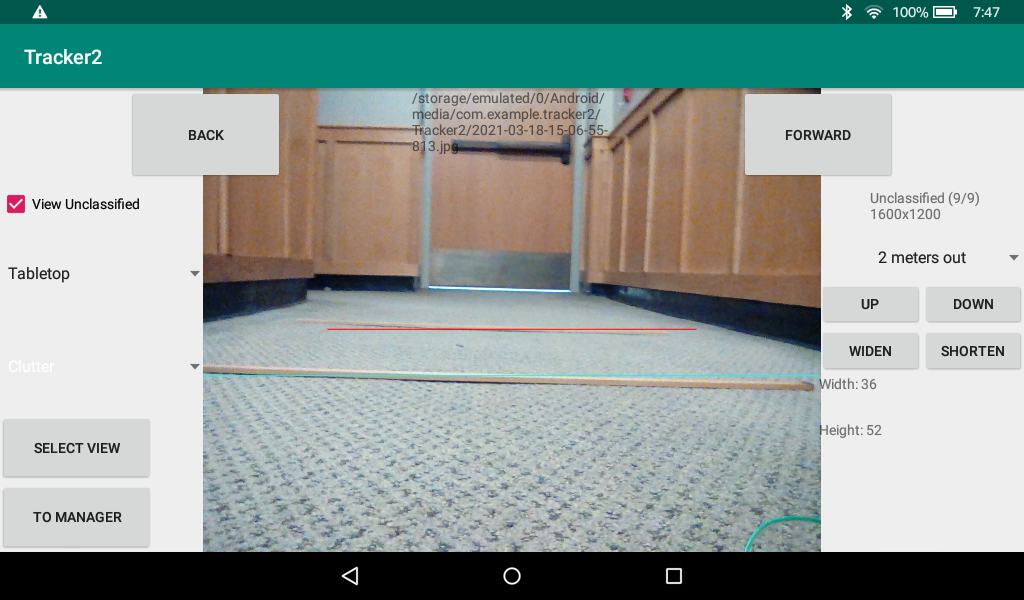 100% 7:47
Tracker2
/storage/emulated/0/Android/
media/com.example.tracker2/
Tracker2/2021-03-18-15-06-55-
813.jpg
BACK
FORWARD
View Unclassified
Unclassified (9/9)
1600x1200
Tabletop
2 meters out
UP
DOWN
WIDEN
SHORTEN
Clutter
Width: 36
Height: 52
SELECT VIEW
TO MANAGER